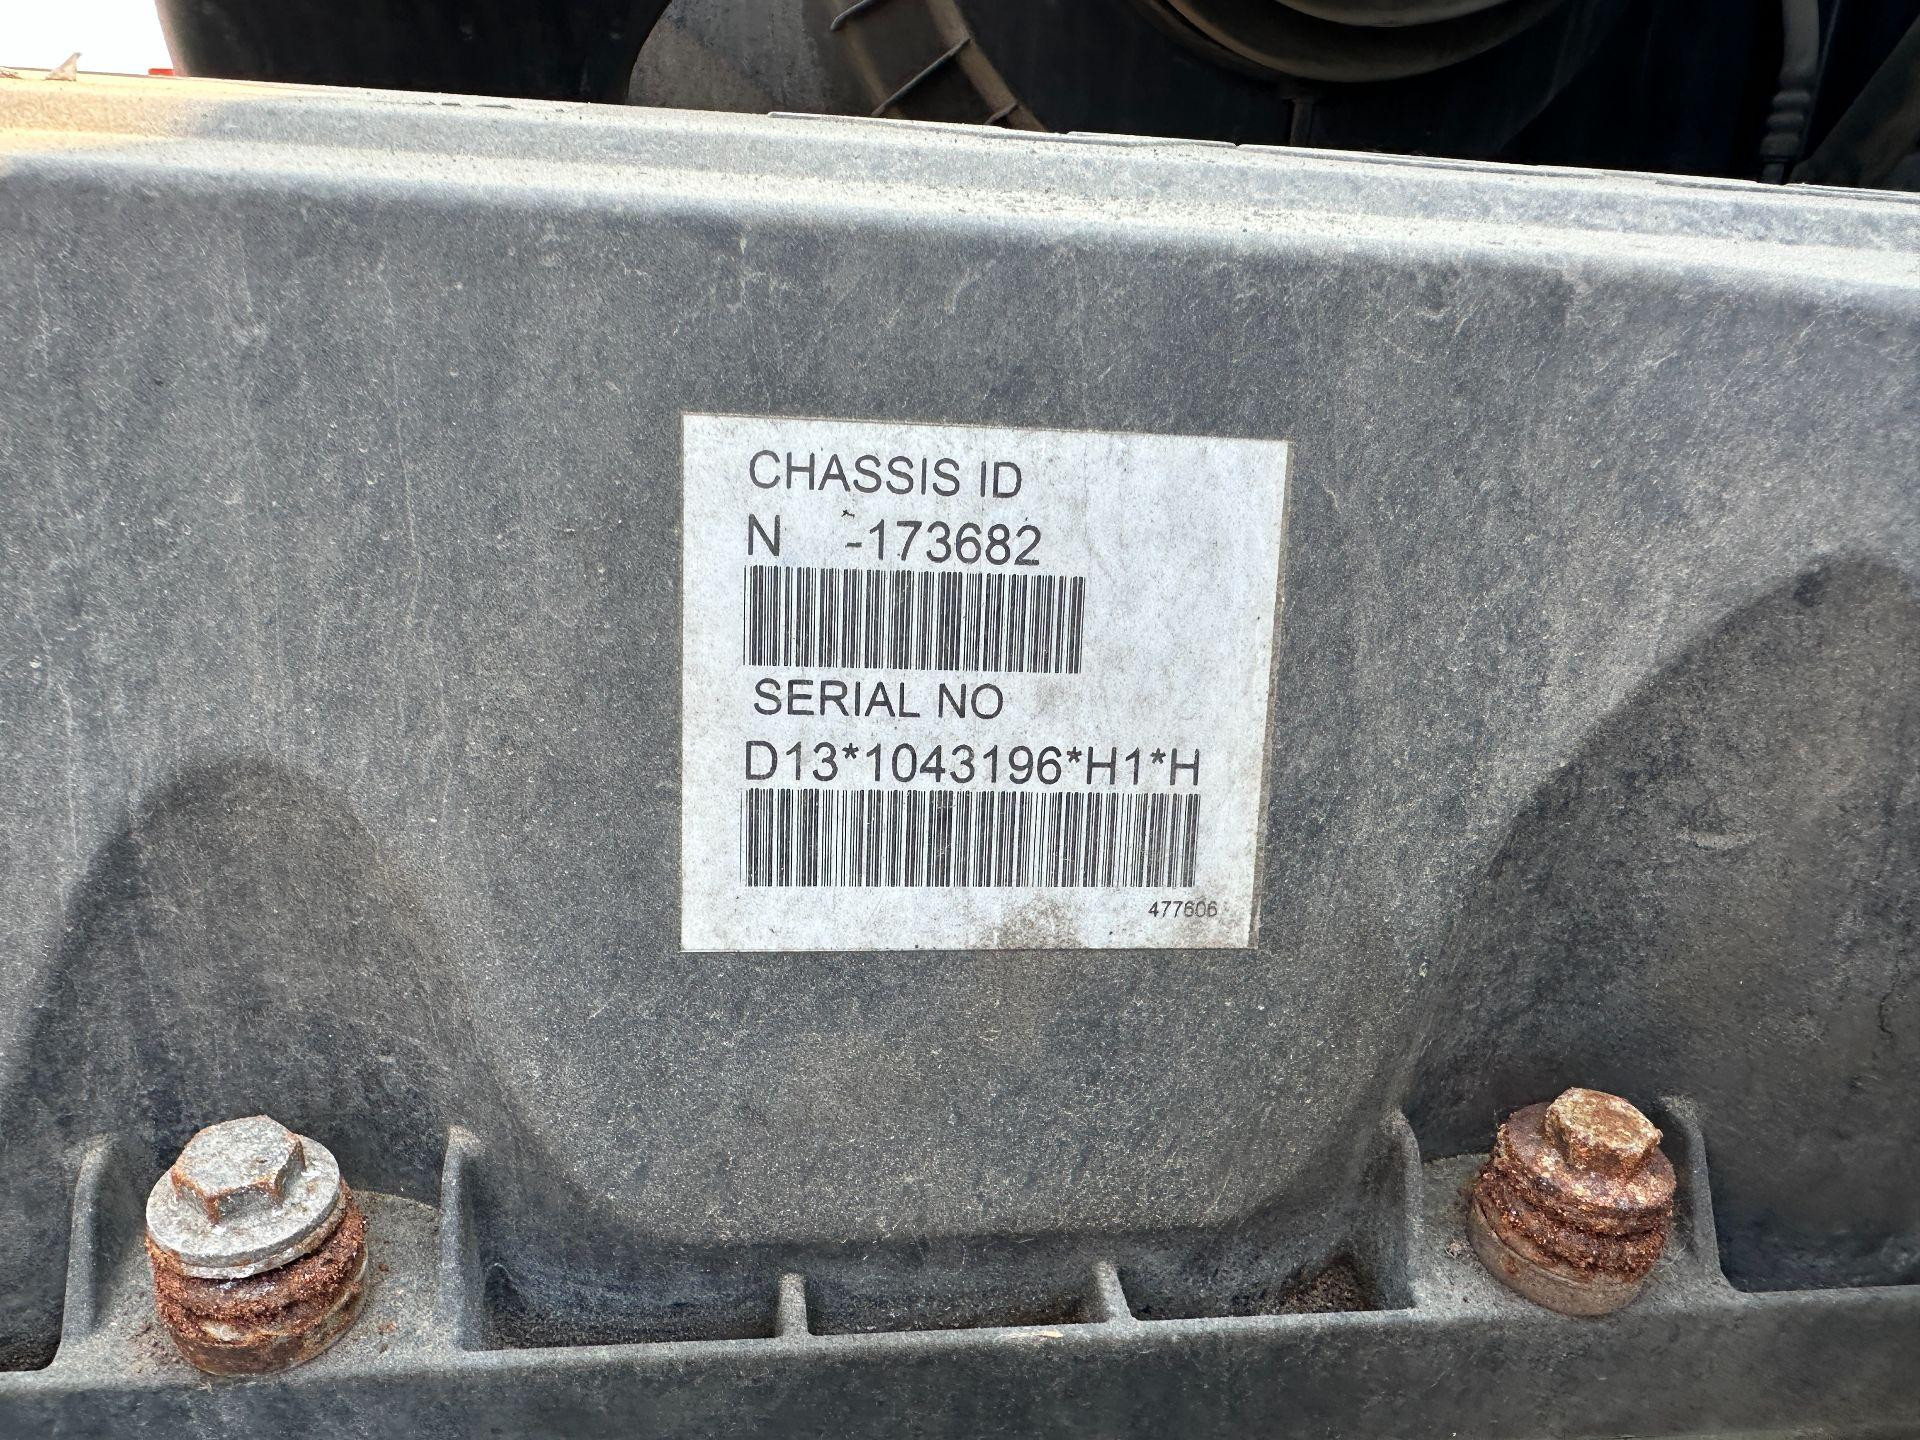 CHASSIS ID
N -173682
SERIAL NO
D13*1043196*H1*H
477606